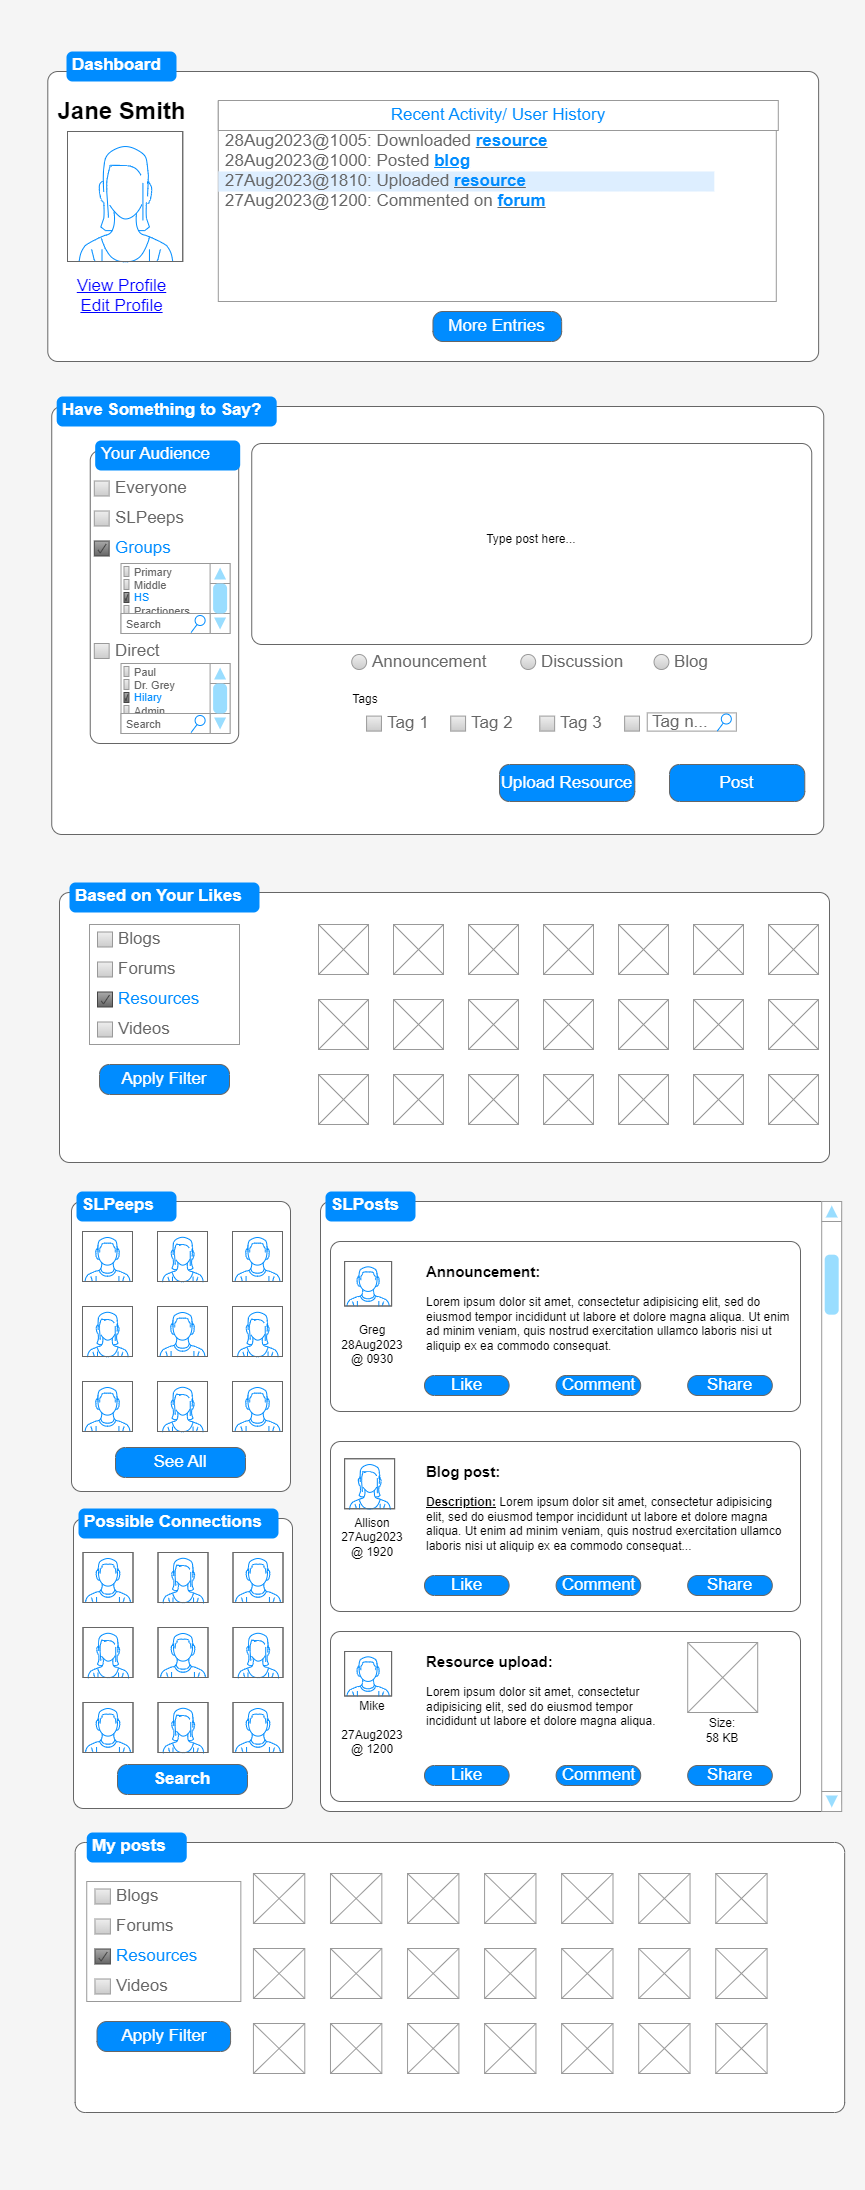 Dashboard
Jane Smith
View Profile
Edit Profile
Recent Activity/ User History
28Aug2023@1005: Downloaded resource
28Aug2023@1000: Posted blog
27Aug2023@1810: Uploaded resource
27Aug2023@1200: Commented on forum
More Entries
Have Something to Say?
Your Audience
Everyone
SLPeeps
Groups
Primary
Middle
HS
Practioners
Search
Direct
Paul
Dr. Grey
Hilary
Admin
Search
Type post here...
Announcement Discussion Blog
Tags
Tag 1 Tag 2 Tag 3 Tag n...
Upload Resource Post
Based on Your Likes
Blogs
Forums
Resources
Videos
Apply Filter
SLPeeps
See All
Possible Connections
Search
SLPosts
Greg
28Aug2023
@ 0930
Announcement:
Lorem ipsum dolor sit amet, consectetur adipisicing elit, sed do
eiusmod tempor incididunt ut labore et dolore magna aliqua. Ut enim
ad minim veniam, quis nostrud exercitation ullamco laboris nisi ut
aliquip ex ea commodo consequat.
Like Comment Share
Allison
27Aug2023
@ 1920
Blog post:
Description: Lorem ipsum dolor sit amet, consectetur adipisicing
elit, sed do eiusmod tempor incididunt ut labore et dolore magna
aliqua. Ut enim ad minim veniam, quis nostrud exercitation ullamco
laboris nisi ut aliquip ex ea commodo consequat...
Like Comment Share
Mike
27Aug2023
@ 1200
Resource upload:
Lorem ipsum dolor sit amet, consectetur
adipisicing elit, sed do eiusmod tempor
incididunt ut labore et dolore magna aliqua.
Size:
58 KB
Like Comment Share
My posts
Blogs
Forums
Resources
Videos
Apply Filter